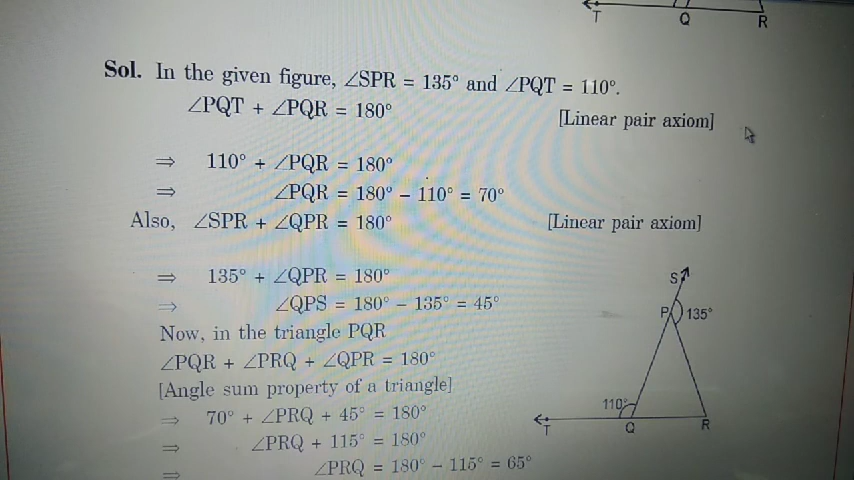 T Q R
Sol. In the given figure, ∠SPR = 135° and ∠PQT = 110°.
∠PQT + ∠PQR = 180° [Linear pair axiom]
⇒ 110° + ∠PQR = 180°
⇒ ∠PQR = 180° − 110° = 70°
Also, ∠SPR + ∠QPR = 180° [Linear pair axiom]
⇒ 135° + ∠QPR = 180°
⇒ ∠QPS = 180° − 135° = 45°
Now, in the triangle PQR
∠PQR + ∠PRQ + ∠QPR = 180°
[Angle sum property of a triangle]
⇒ 70° + ∠PRQ + 45° = 180°
⇒ ∠PRQ + 115° = 180°
⇒ ∠PRQ = 180° − 115° = 65°
S
P 135°
110°
T Q R